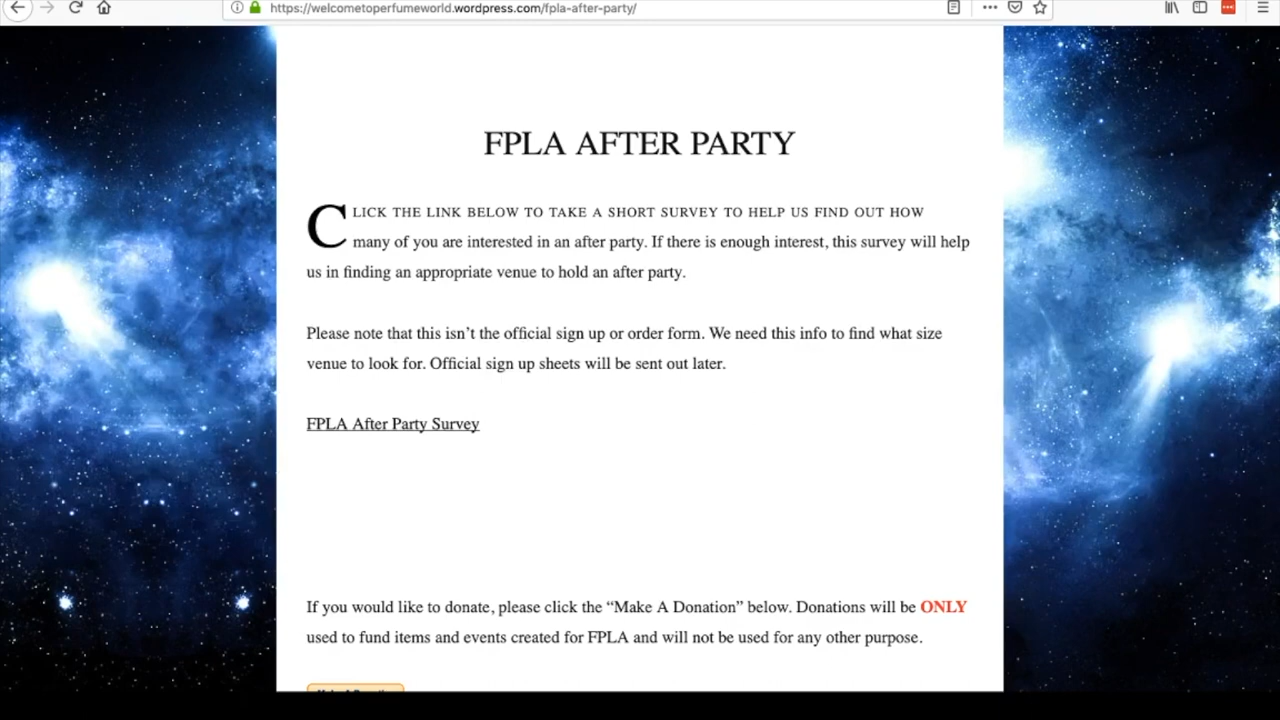 https://welcometoperfumeworld.wordpress.com/fpla-after-party/
FPLA AFTER PARTY
CLICK THE LINK BELOW TO TAKE A SHORT SURVEY TO HELP US FIND OUT HOW
many of you are interested in an after party. If there is enough interest, this survey will help
us in finding an appropriate venue to hold an after party.
Please note that this isn’t the official sign up or order form. We need this info to find what size
venue to look for. Official sign up sheets will be sent out later.
FPLA After Party Survey
If you would like to donate, please click the “Make A Donation” below. Donations will be ONLY
used to fund items and events created for FPLA and will not be used for any other purpose.